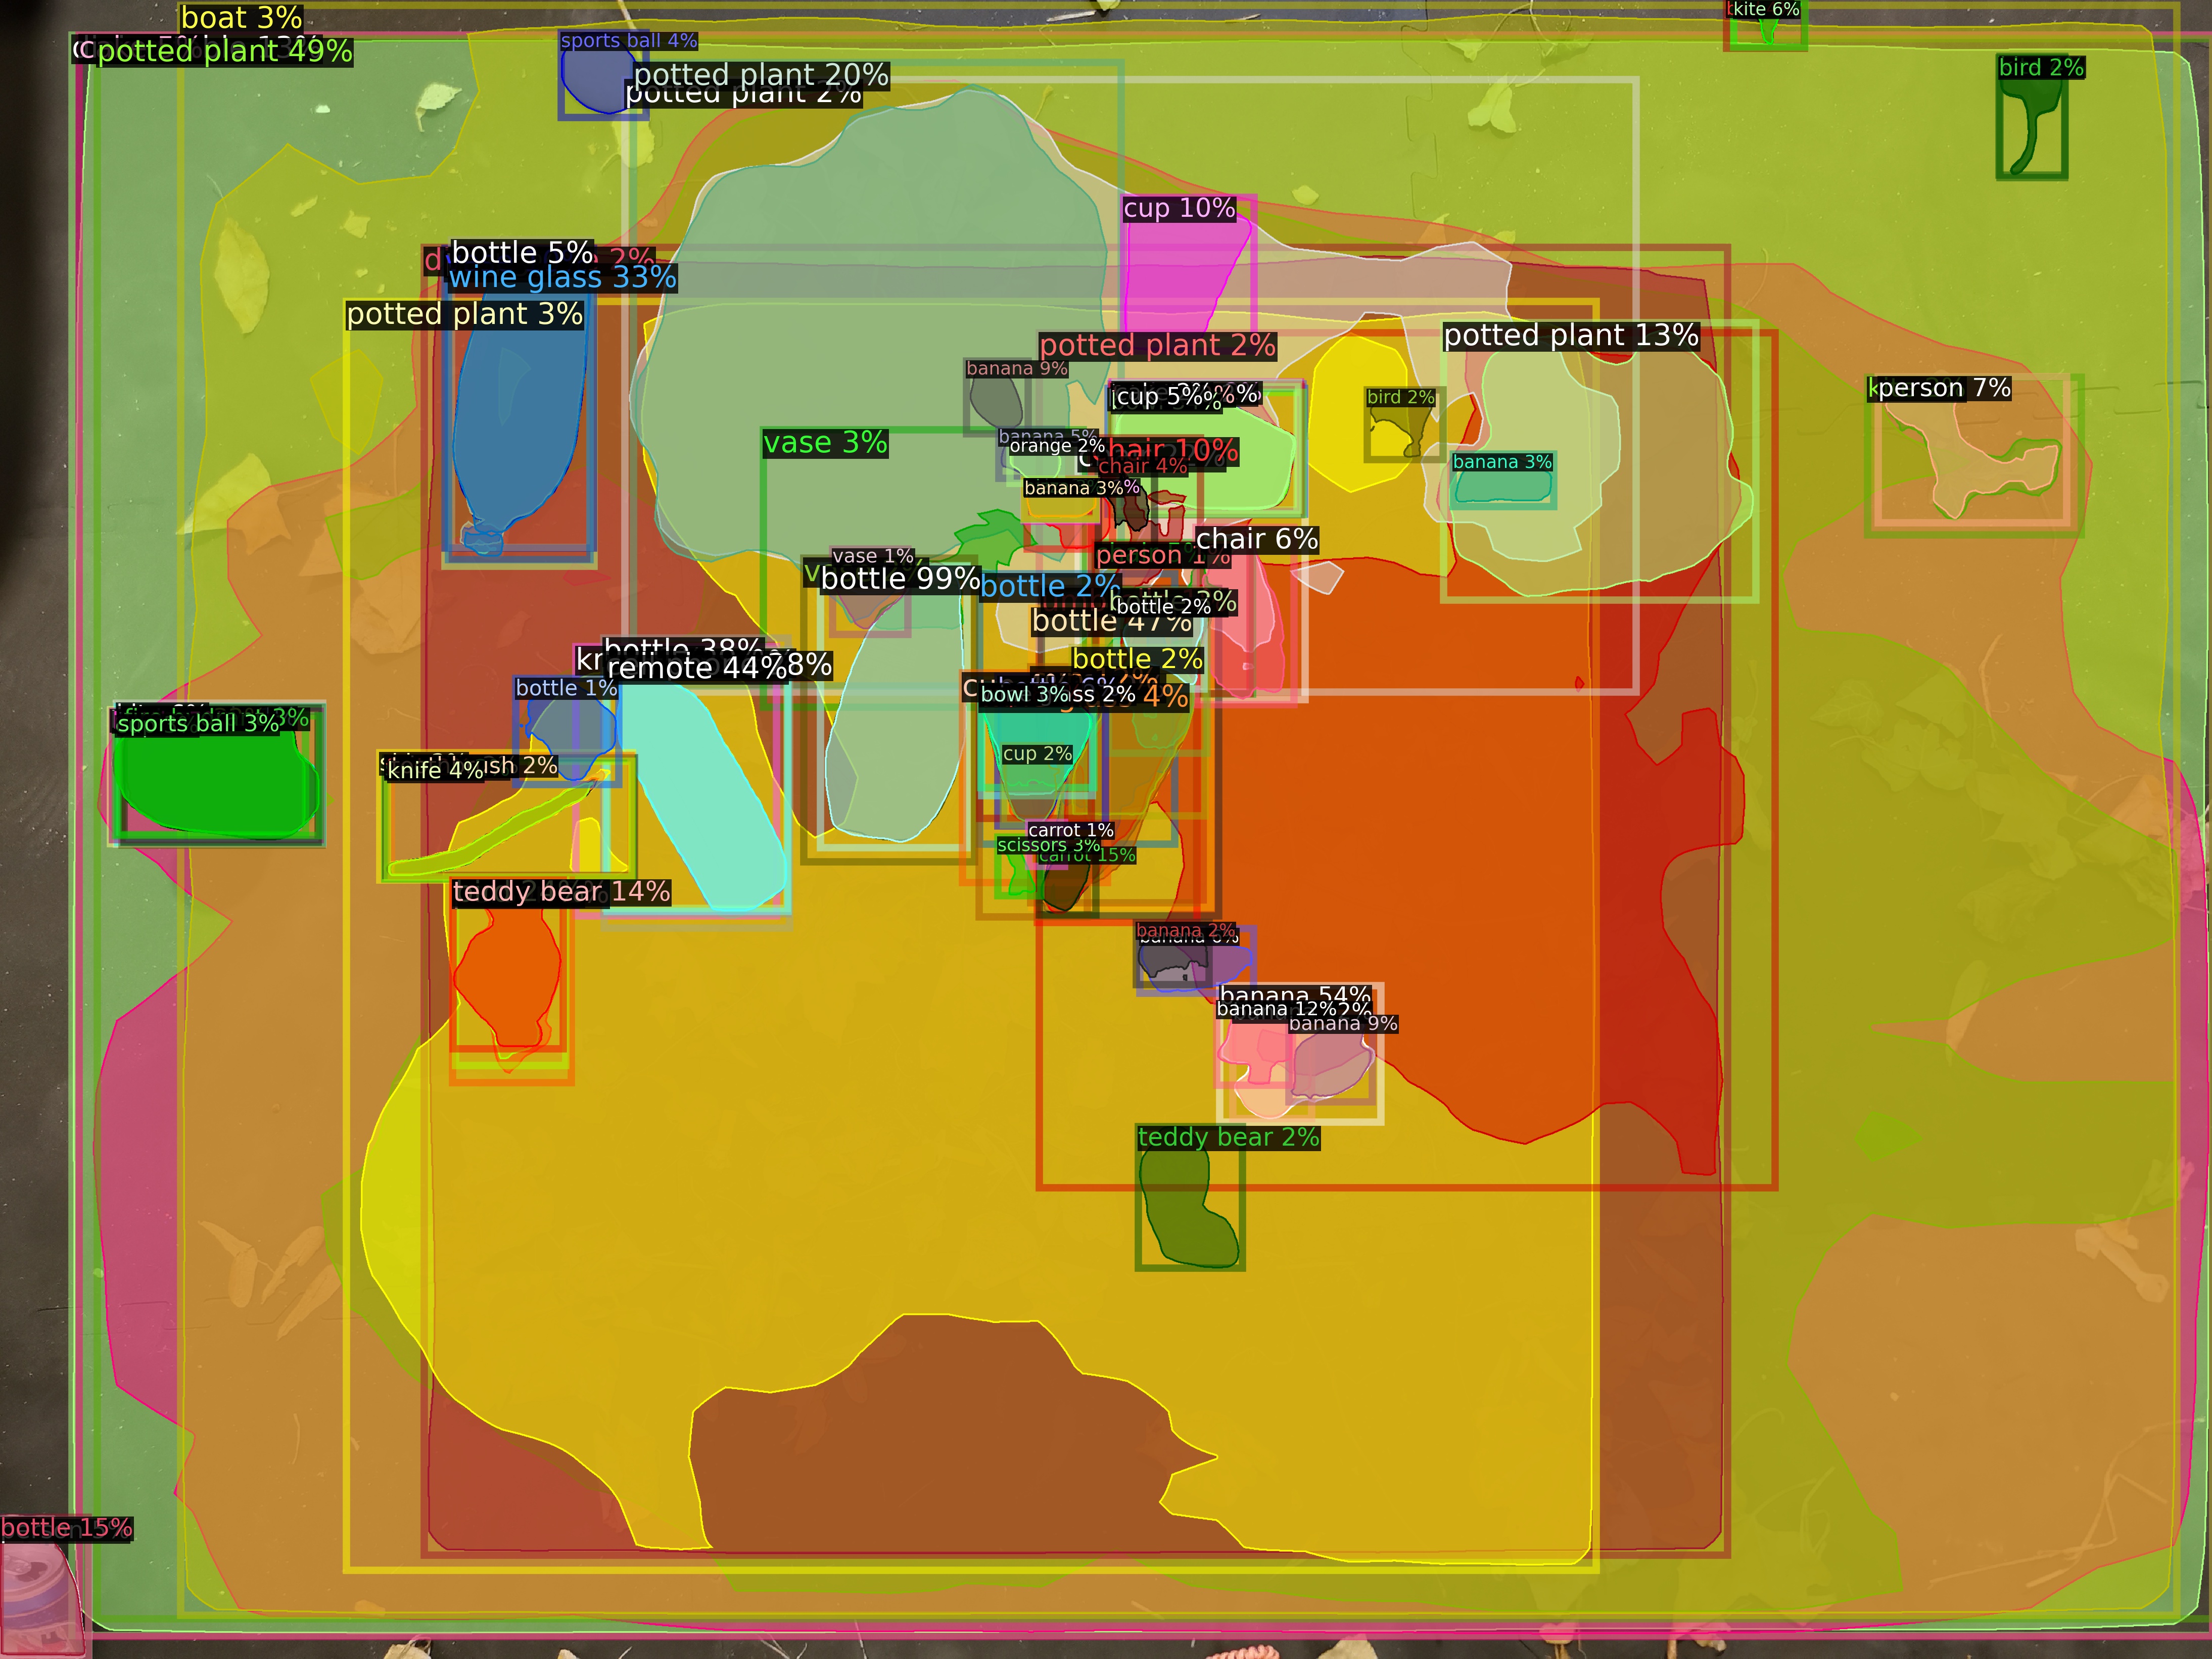 boat 3%
kite 6%
sports ball 4%
potted plant 49%
bird 2%
potted plant 20%
potted plant 2%
cup 10%
bottle 5%
2%
wine glass 33%
potted plant 3%
potted plant 13%
potted plant 2%
banana 9%
person 7%
cup 5%
bird 2%
vase 3%
banana 5%
orange 2%
chair 10%
banana 3%
chair 4%
banana 3%
chair 6%
vase 1%
person 1%
bottle 99%
bottle 2%
bottle 2%
bottle 47%
bottle 38%
remote 44%
bottle 2%
bottle 1%
bowl 3%
4%
sports ball 3%
cup 2%
knife 4%
carrot 1%
scissors 3%
carrot 15%
teddy bear 14%
banana 2%
banana 54%
banana 12%
banana 9%
teddy bear 2%
bottle 15%